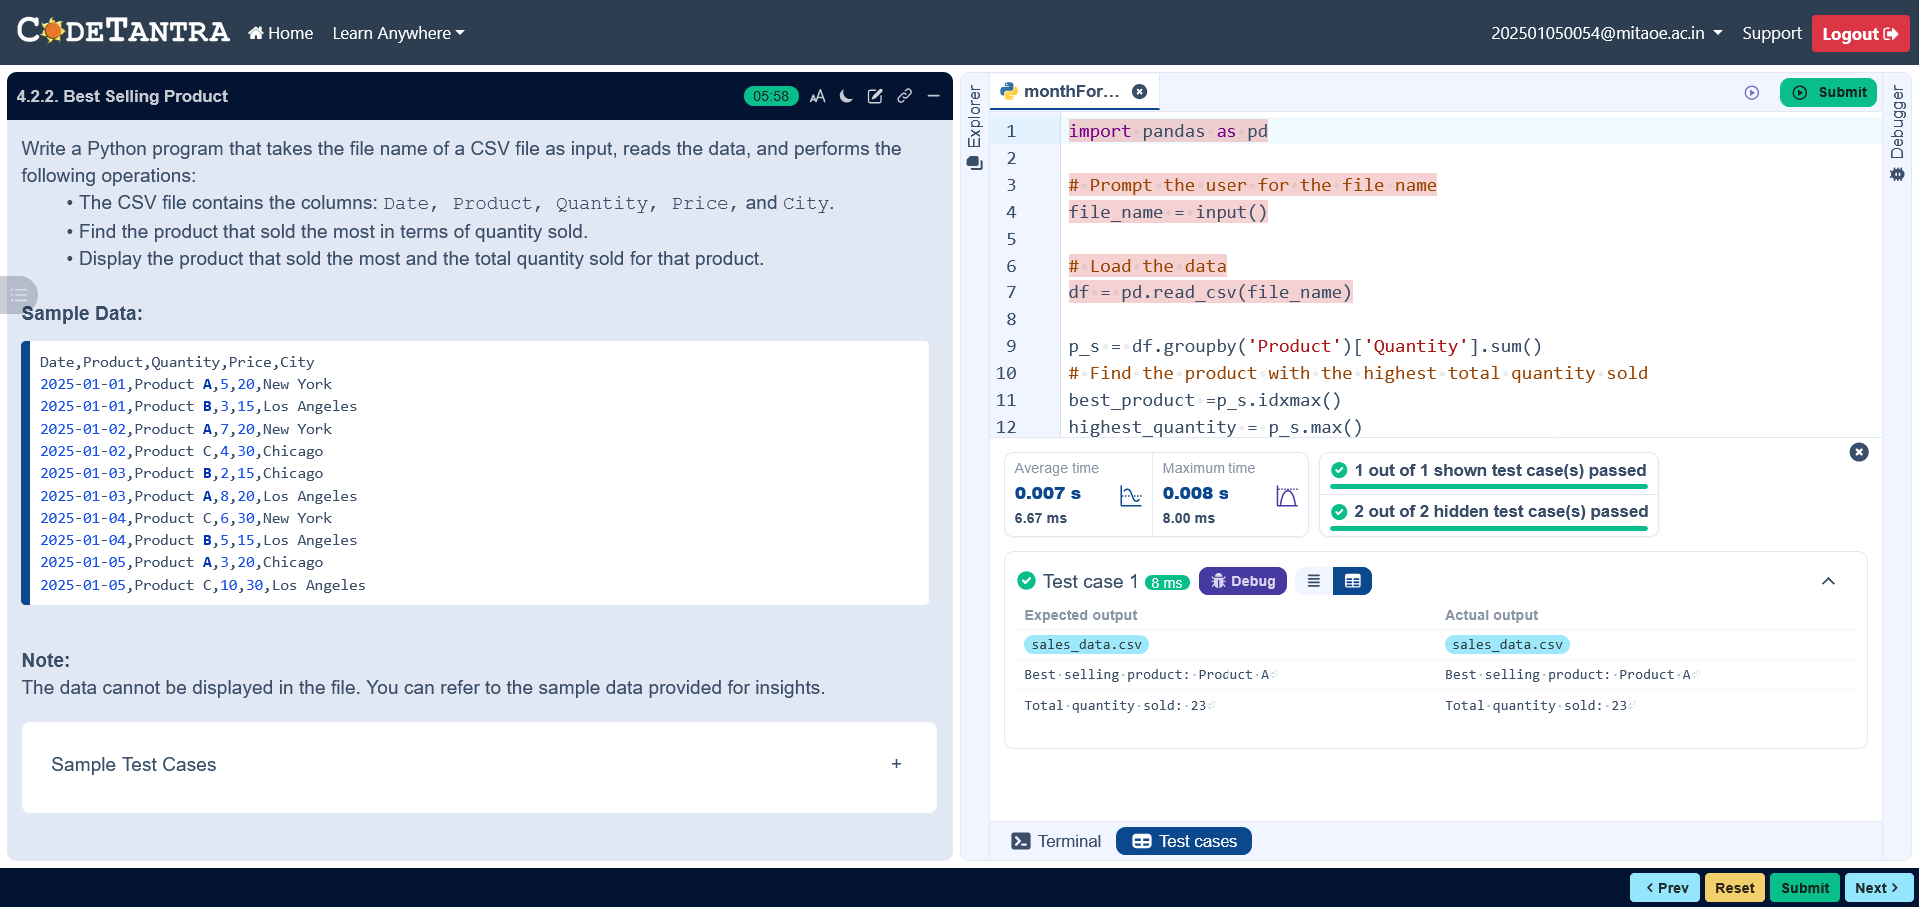 CODETANTRA Home Learn Anywhere 202501050054@mitaoe.ac.in Support Logout
4.2.2. Best Selling Product 05:58
Write a Python program that takes the file name of a CSV file as input, reads the data, and performs the
following operations:
• The CSV file contains the columns: Date, Product, Quantity, Price, and City.
• Find the product that sold the most in terms of quantity sold.
• Display the product that sold the most and the total quantity sold for that product.
Sample Data:
Date,Product,Quantity,Price,City
2025-01-01,Product A,5,20,New York
2025-01-01,Product B,3,15,Los Angeles
2025-01-02,Product A,7,20,New York
2025-01-02,Product C,4,30,Chicago
2025-01-03,Product B,2,15,Chicago
2025-01-03,Product A,8,20,Los Angeles
2025-01-04,Product C,6,30,New York
2025-01-04,Product B,5,15,Los Angeles
2025-01-05,Product A,3,20,Chicago
2025-01-05,Product C,10,30,Los Angeles
Note:
The data cannot be displayed in the file. You can refer to the sample data provided for insights.
Sample Test Cases +
Explorer
monthFor...
Submit
Debugger
1 import pandas as pd
2
3 # Prompt the user for the file name
4 file_name = input()
5
6 # Load the data
7 df = pd.read_csv(file_name)
8
9 p_s = df.groupby('Product')['Quantity'].sum()
10 # Find the product with the highest total quantity sold
11 best_product =p_s.idxmax()
12 highest_quantity = p_s.max()
Average time
0.007 s
6.67 ms
Maximum time
0.008 s
8.00 ms
1 out of 1 shown test case(s) passed
2 out of 2 hidden test case(s) passed
Test case 1 8 ms Debug
Expected output
sales_data.csv
Best selling product: Product A
Total quantity sold: 23
Actual output
sales_data.csv
Best selling product: Product A
Total quantity sold: 23
Terminal Test cases
< Prev Reset Submit Next >